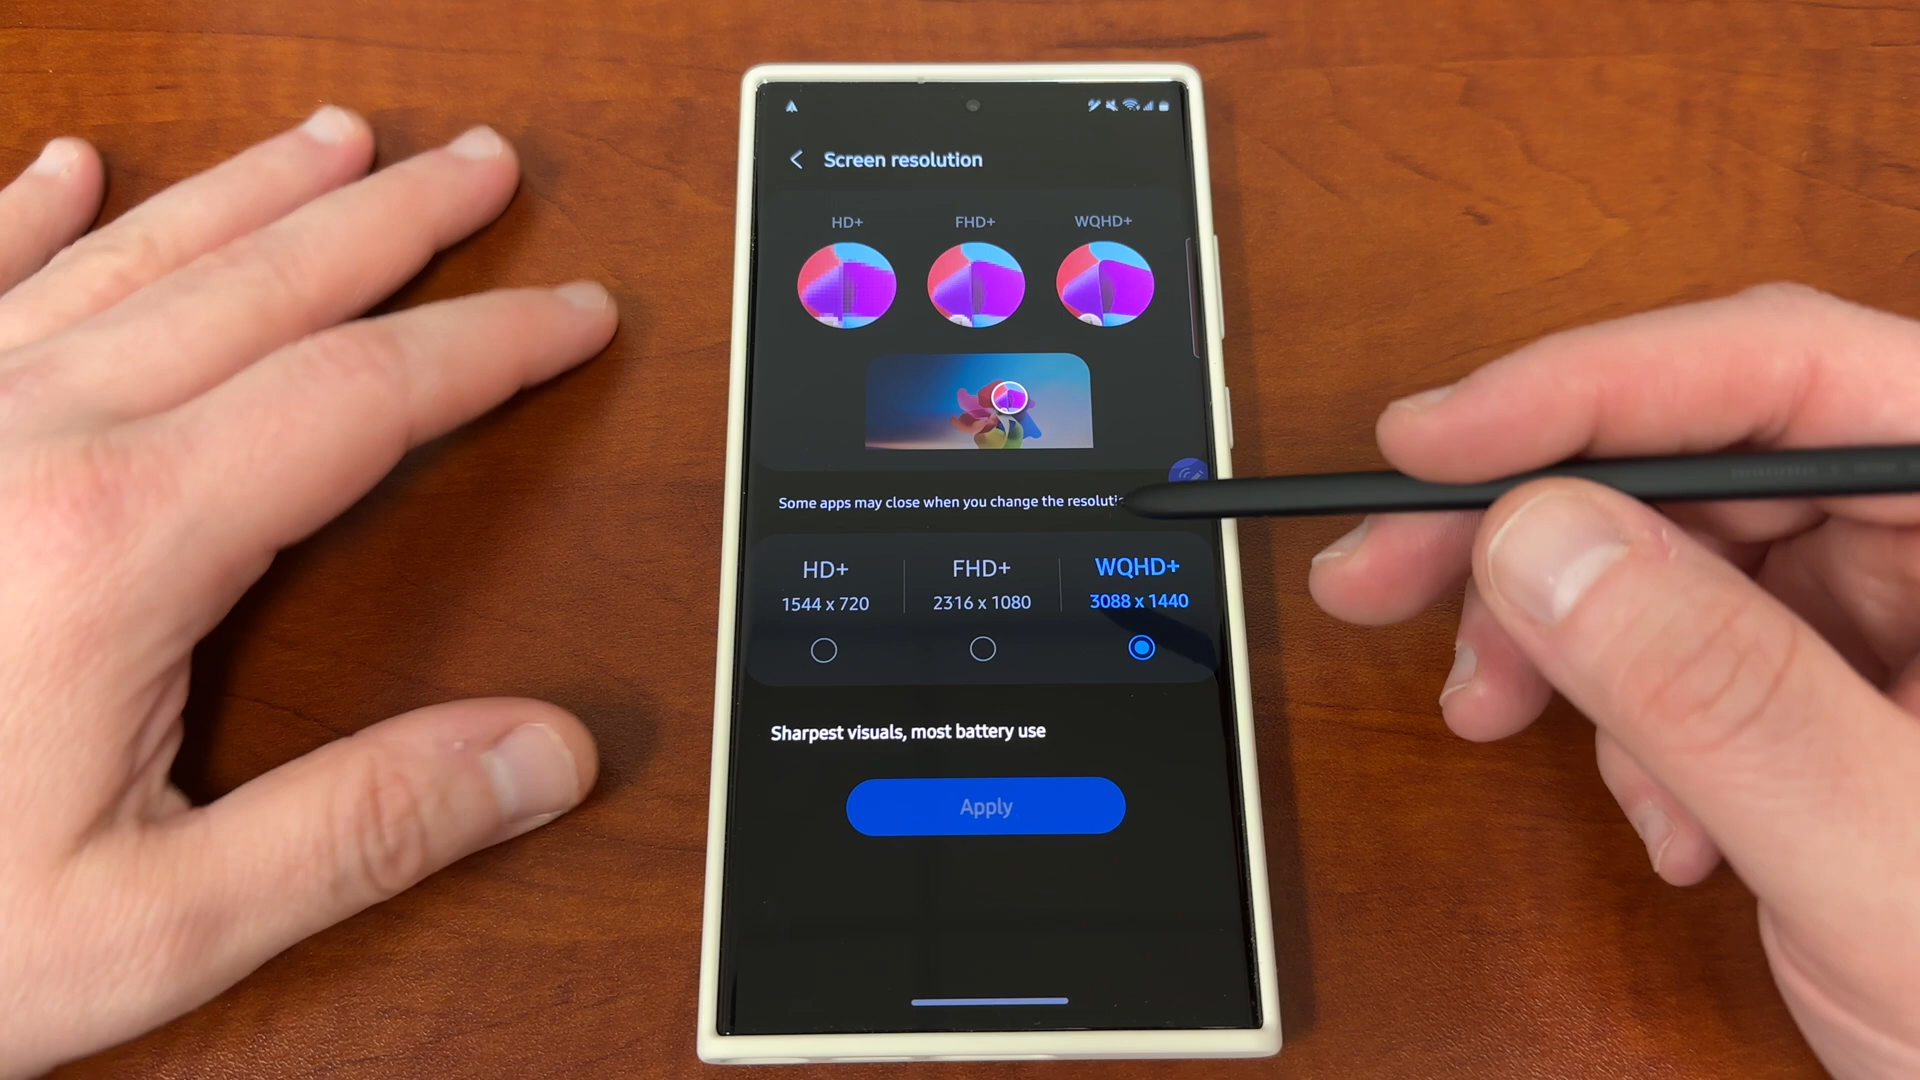 Screen resolution
HD+ FHD+ WQHD+
Some apps may close when you change the
HD+ FHD+ WQHD+
1544 x 720 2316 x 1080 3088 x 1440
Sharpest visuals, most battery use
Apply